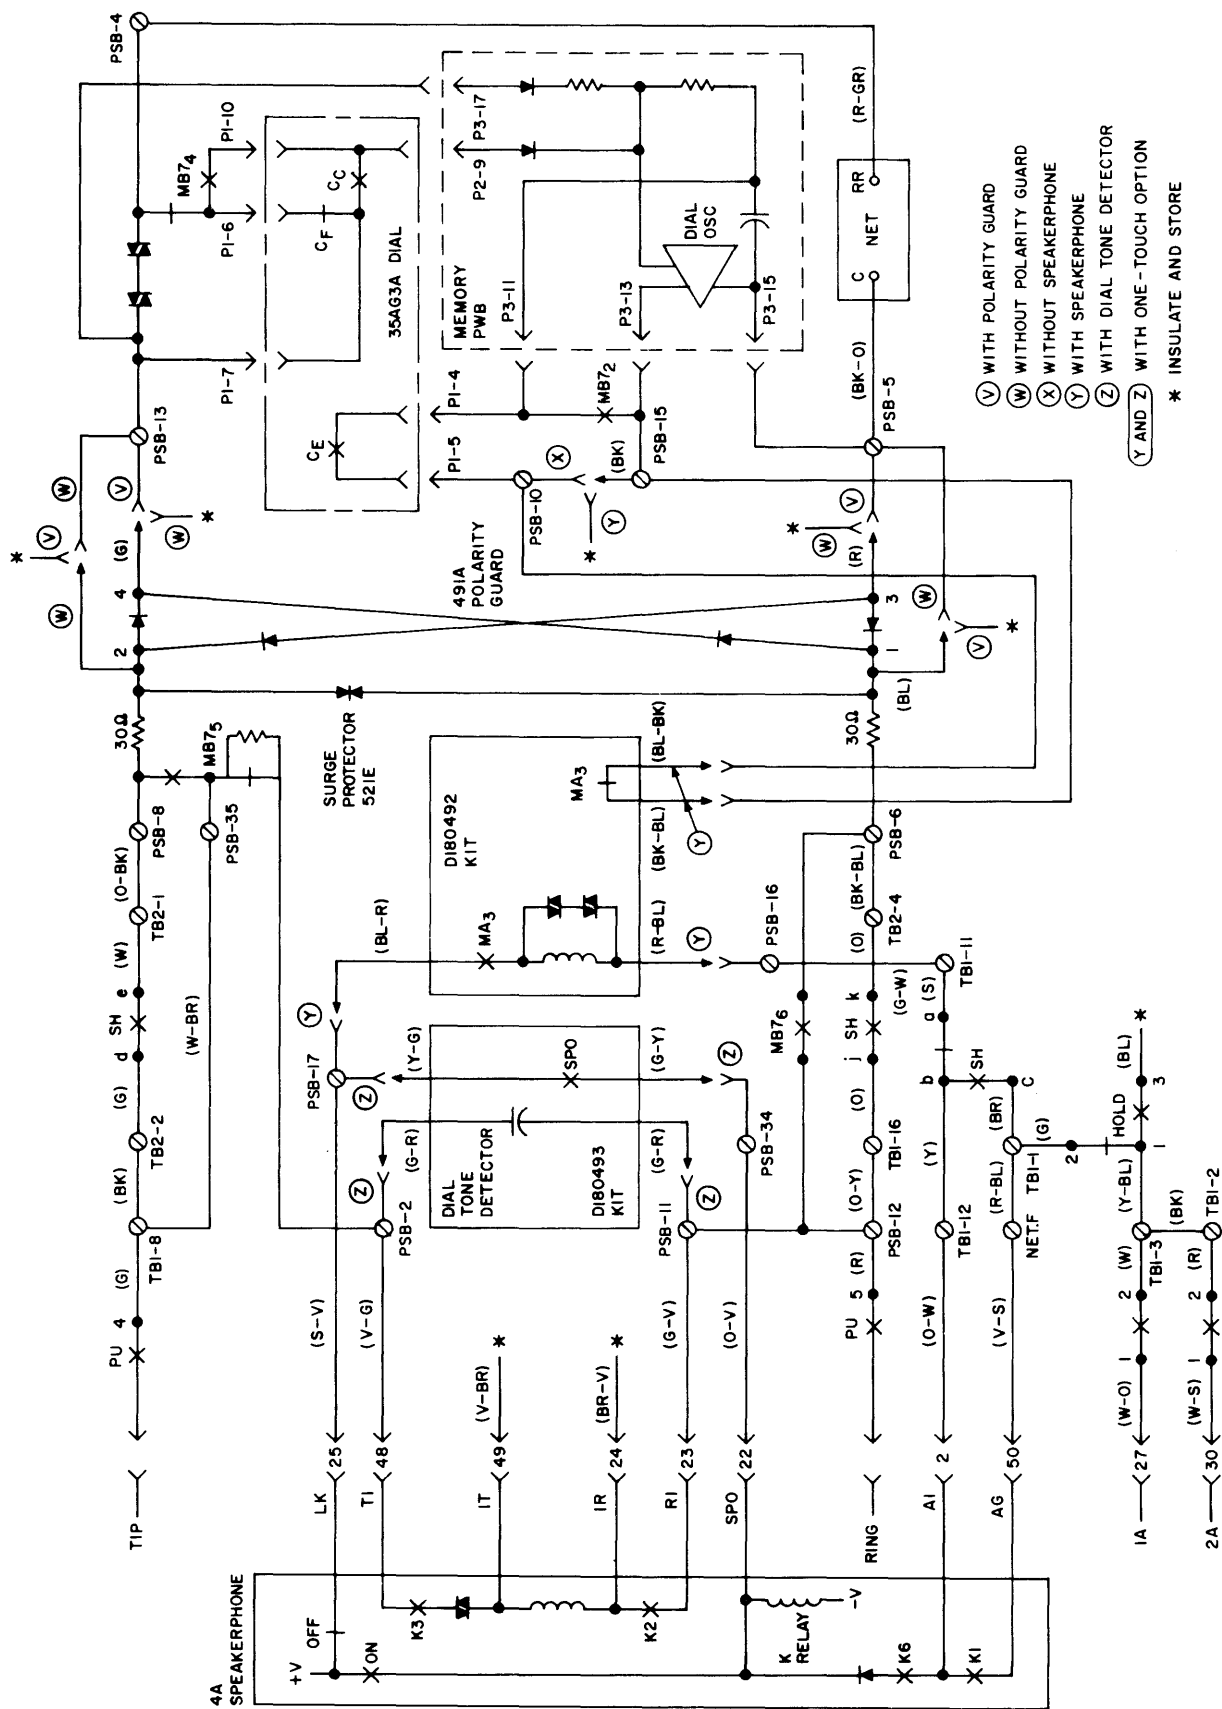 4A
SPEAKERPHONE
+V
OFF
ON
K3
K2
K
RELAY
-V
K6
K1
TIP
LK
T1
1T
1R
R1
SPO
RING
A1
AG
1A
2A
25
48
49
24
23
22
2
50
27
30
PU
4
(G)
TB1-8
(BK)
TB2-2
(G)
d
SH
e
(W)
TB2-1
(O-BK)
PSB-8
30Ω
MB7₅
PSB-35
(W-BR)
(S-V)
(V-G)
(V-BR)
*
(BR-V)
*
(G-V)
(O-V)
PSB-17
Y
(BL-R)
Z
(Y-G)
SPO
(G-Y)
Z
PSB-34
PSB-2
Z
(G-R)
DIAL
TONE
DETECTOR
D180493
KIT
(G-R)
Z
PSB-11
D180492
KIT
MA₃
(R-BL)
Y
PSB-16
MA₃
(BK-BL)
(BL-BK)
Y
SURGE
PROTECTOR
521E
PU
5
(R)
PSB-12
(O-Y)
TB1-16
(O)
j
SH
k
(O)
TB2-4
(BK-BL)
PSB-6
30Ω
MB7₆
(O-W)
TB1-12
(Y)
b
a
(S)
(G-W)
TB1-11
SH
C
(V-S)
NET.F
(R-BL)
TB1-1
(BR)
(G)
2
HOLD
1
3
(BL)
*
(W-O)
1
2
(W)
TB1-3
(Y-BL)
(BK)
(W-S)
1
2
(R)
TB1-2
2
4
(G)
W
V
*
W
V
W
*
PSB-13
491A
POLARITY
GUARD
1
3
(BL)
(R)
W
*
V
V
*
W
PSB-5
(BK-O)
PSB-10
X
Y
*
(BK)
PSB-15
MB7₂
P1-5
P1-4
C_E
P1-7
P1-6
P1-10
MB7₄
C_F
C_C
35AG3A DIAL
PSB-4
MEMORY
PWB
P3-11
P3-13
P3-15
P2-9
P3-17
DIAL
OSC
C
NET
RR
(R-GR)
V WITH POLARITY GUARD
W WITHOUT POLARITY GUARD
X WITHOUT SPEAKERPHONE
Y WITH SPEAKERPHONE
Z WITH DIAL TONE DETECTOR
Y AND Z WITH ONE-TOUCH OPTION
* INSULATE AND STORE